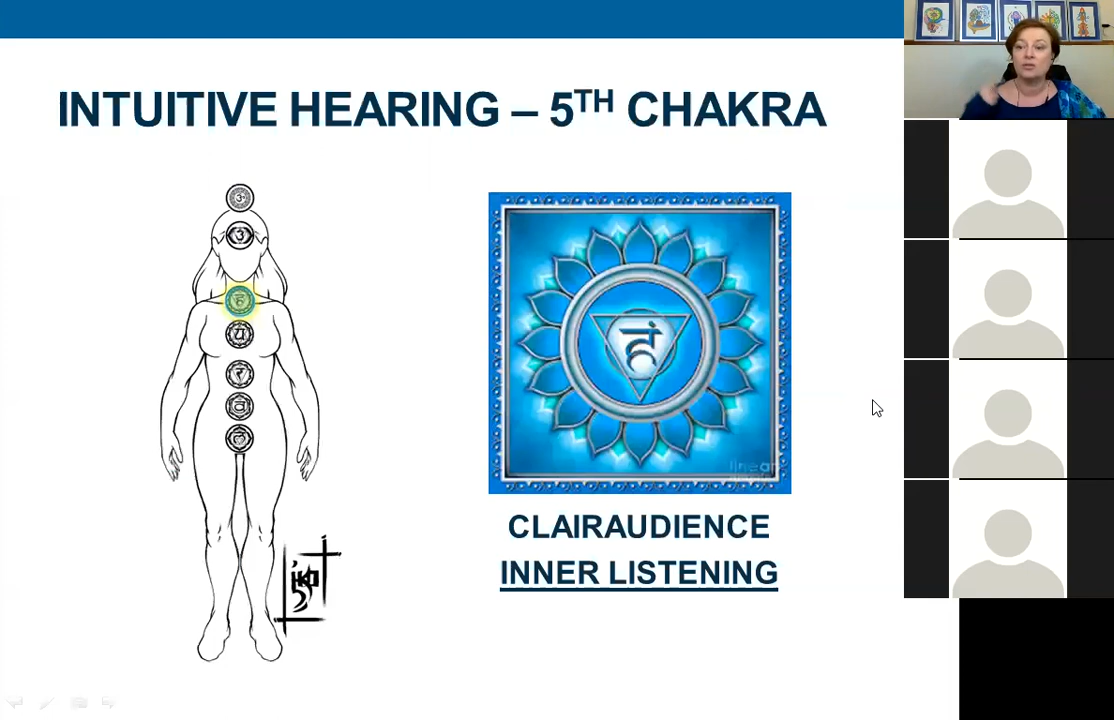 INTUITIVE HEARING – 5TH CHAKRA
ॐ
हं
यं
रं
वं
हं
CLAIRAUDIENCE
INNER LISTENING